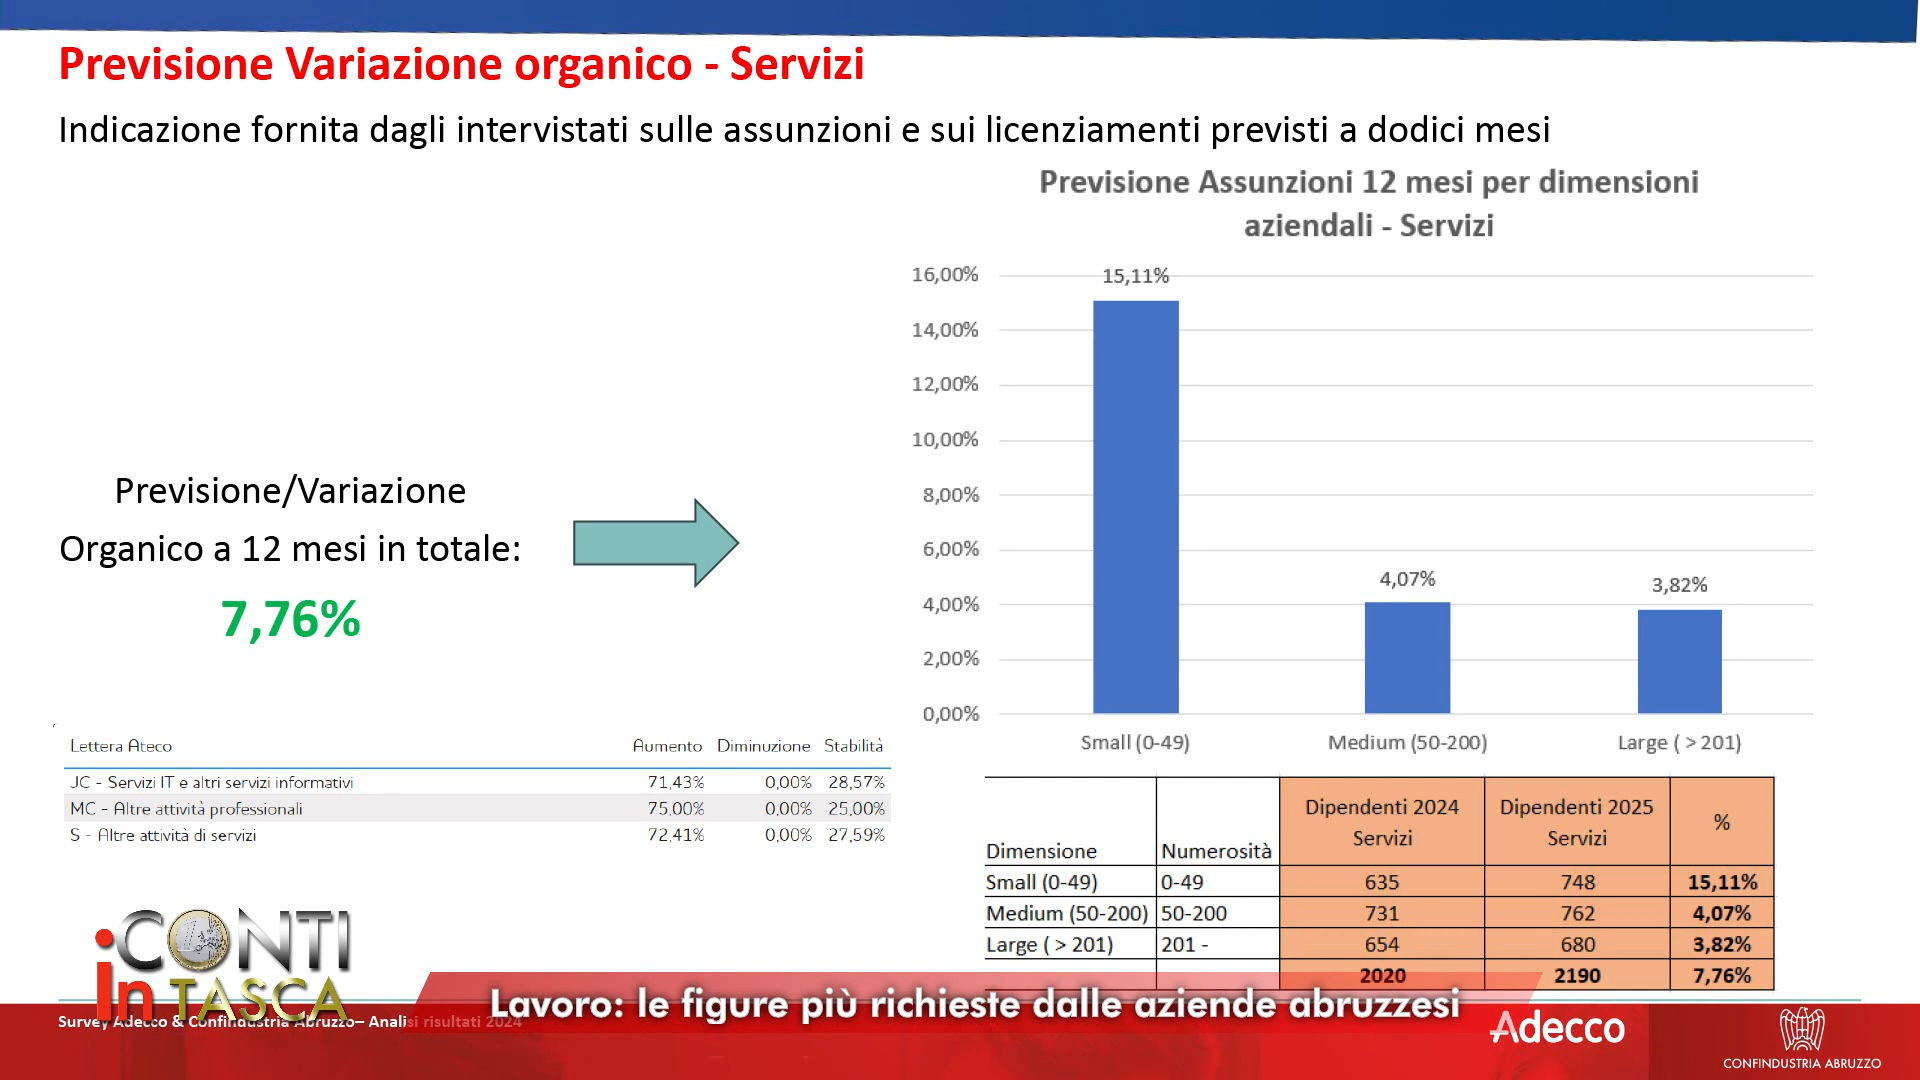 Previsione Variazione organico - Servizi
Indicazione fornita dagli intervistati sulle assunzioni e sui licenziamenti previsti a dodici mesi
Previsione Assunzioni 12 mesi per dimensioni
aziendali - Servizi
16,00%
14,00%
12,00%
10,00%
8,00%
6,00%
4,00%
2,00%
0,00%
15,11%
4,07%
3,82%
Small (0-49)
Medium (50-200)
Large ( > 201)
Previsione/Variazione
Organico a 12 mesi in totale:
7,76%
Lettera Ateco Aumento Diminuzione Stabilità
JC - Servizi IT e altri servizi informativi 71,43% 0,00% 28,57%
MC - Altre attività professionali 75,00% 0,00% 25,00%
S - Altre attività di servizi 72,41% 0,00% 27,59%
Dimensione Numerosità Dipendenti 2024 Servizi Dipendenti 2025 Servizi %
Small (0-49) 0-49 635 748 15,11%
Medium (50-200) 50-200 731 762 4,07%
Large ( > 201) 201 - 654 680 3,82%
2020 2190 7,76%
i CONTI
in TASCA
Lavoro: le figure più richieste dalle aziende abruzzesi
Survey Adecco & Confindustria Abruzzo– Analisi risultati 2024
Adecco
CONFINDUSTRIA ABRUZZO